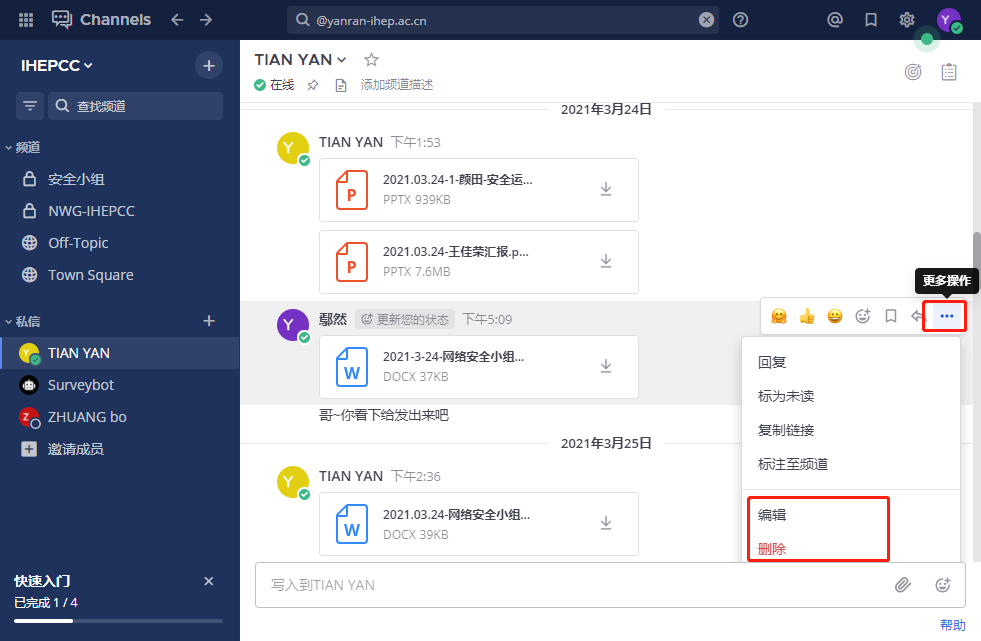 Channels
@yanran-ihep.ac.cn
Y
IHEPCC
查找频道
频道
安全小组
NWG-IHEPCC
Off-Topic
Town Square
私信
Y TIAN YAN
Surveybot
Z ZHUANG bo
邀请成员
快速入门
已完成 1 / 4
TIAN YAN
在线 添加频道描述
2021年3月24日
Y TIAN YAN 下午1:53
P 2021.03.24-1-颜田-安全运...
PPTX 939KB
P 2021.03.24-王佳荣汇报.p...
PPTX 7.6MB
更多操作
Y 鄢然 更新您的状态 下午5:09
W 2021-3-24-网络安全小组...
DOCX 37KB
哥~你看下给发出来吧
回复
标为未读
复制链接
标注至频道
编辑
删除
2021年3月25日
Y TIAN YAN 下午2:36
W 2021.03.24-网络安全小组...
DOCX 39KB
写入到TIAN YAN
帮助